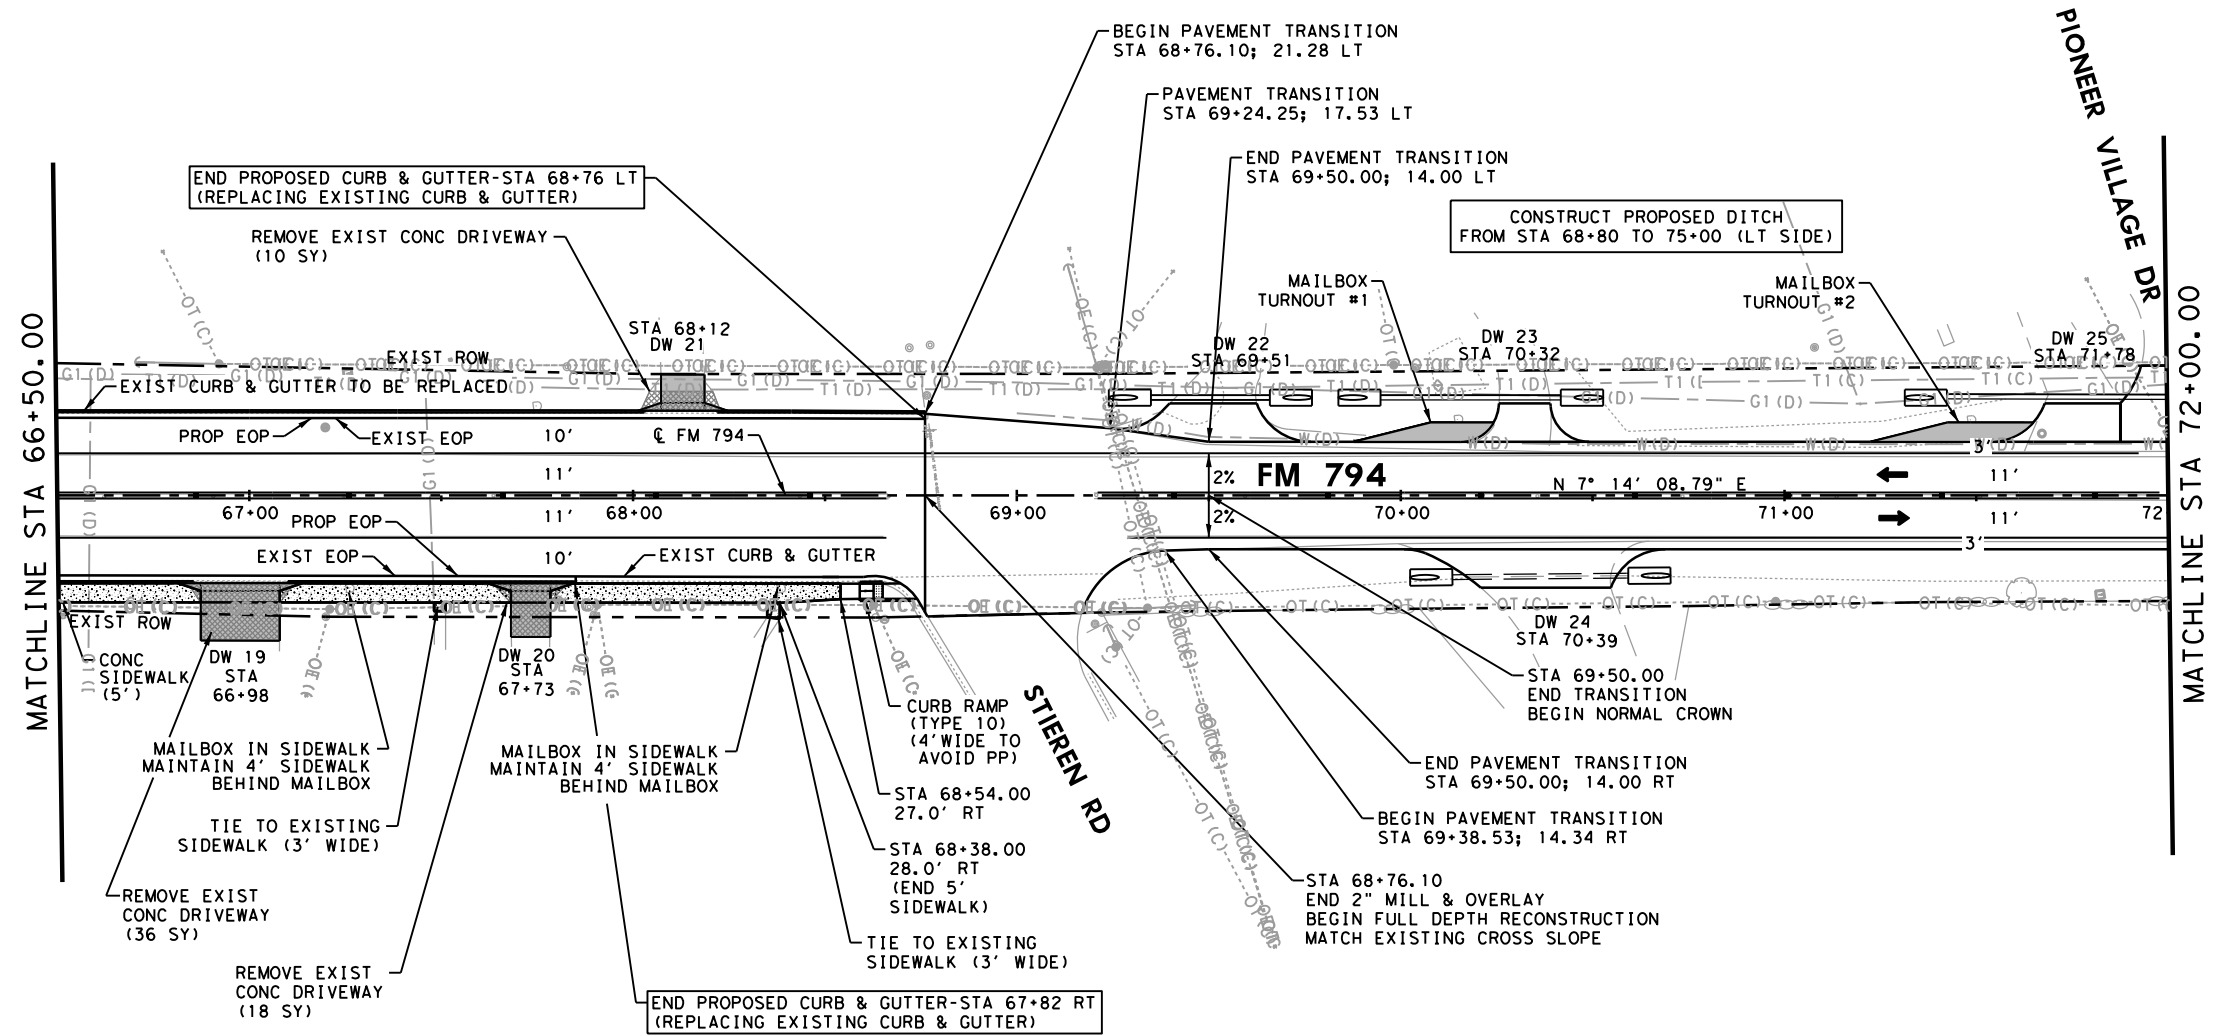 BEGIN PAVEMENT TRANSITION
STA 68+76.10; 21.28 LT
PAVEMENT TRANSITION
STA 69+24.25; 17.53 LT
END PAVEMENT TRANSITION
STA 69+50.00; 14.00 LT
PIONEER VILLAGE DR
END PROPOSED CURB & GUTTER-STA 68+76 LT
(REPLACING EXISTING CURB & GUTTER)
CONSTRUCT PROPOSED DITCH
FROM STA 68+80 TO 75+00 (LT SIDE)
REMOVE EXIST CONC DRIVEWAY
(10 SY)
MAILBOX
TURNOUT #1
MAILBOX
TURNOUT #2
STA 68+12
DW 21
DW 22
STA 69+51
DW 23
STA 70+32
DW 25
STA 71+78
MATCHLINE STA 66+50.00
MATCHLINE STA 72+00.00
EXIST ROW
EXIST CURB & GUTTER TO BE REPLACED
PROP EOP
EXIST EOP
10'
℄ FM 794
3'
11'
2%
FM 794
N 7° 14' 08.79" E
11'
67+00
68+00
69+00
70+00
71+00
72
PROP EOP
11'
2%
11'
EXIST EOP
10'
EXIST CURB & GUTTER
3'
OT(C)
OE(C)
G1(D)
T1(D)
T1(C)
W(D)
EXIST ROW
CONC
SIDEWALK
(5')
DW 19
STA
66+98
DW 20
STA
67+73
DW 24
STA 70+39
STIEREN RD
CURB RAMP
(TYPE 10)
(4'WIDE TO
AVOID PP)
STA 69+50.00
END TRANSITION
BEGIN NORMAL CROWN
MAILBOX IN SIDEWALK
MAINTAIN 4' SIDEWALK
BEHIND MAILBOX
MAILBOX IN SIDEWALK
MAINTAIN 4' SIDEWALK
BEHIND MAILBOX
END PAVEMENT TRANSITION
STA 69+50.00; 14.00 RT
STA 68+54.00
27.0' RT
BEGIN PAVEMENT TRANSITION
STA 69+38.53; 14.34 RT
TIE TO EXISTING
SIDEWALK (3' WIDE)
STA 68+38.00
28.0' RT
(END 5'
SIDEWALK)
STA 68+76.10
END 2" MILL & OVERLAY
BEGIN FULL DEPTH RECONSTRUCTION
MATCH EXISTING CROSS SLOPE
REMOVE EXIST
CONC DRIVEWAY
(36 SY)
TIE TO EXISTING
SIDEWALK (3' WIDE)
REMOVE EXIST
CONC DRIVEWAY
(18 SY)
END PROPOSED CURB & GUTTER-STA 67+82 RT
(REPLACING EXISTING CURB & GUTTER)